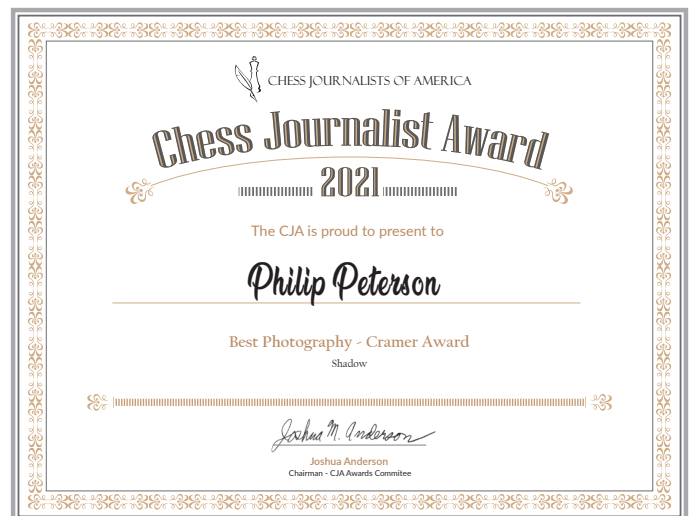 CHESS JOURNALISTS OF AMERICA
Chess Journalist Award
2021
The CJA is proud to present to
Philip Peterson
Best Photography - Cramer Award
Shadow
Joshua M. Anderson
Joshua Anderson
Chairman - CJA Awards Commitee